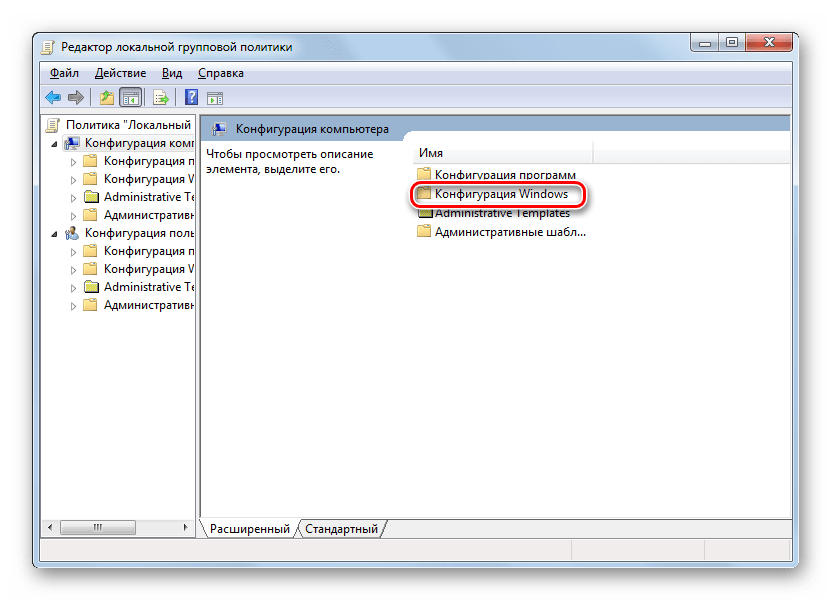 Редактор локальной групповой политики
Файл Действие Вид Справка
Политика "Локальный
Конфигурация комп
Конфигурация п
Конфигурация W
Administrative Te
Административн
Конфигурация поль
Конфигурация п
Конфигурация W
Administrative Te
Административн
Конфигурация компьютера
Чтобы просмотреть описание
элемента, выделите его.
Имя
Конфигурация программ
Конфигурация Windows
Administrative Templates
Административные шабл...
Расширенный Стандартный